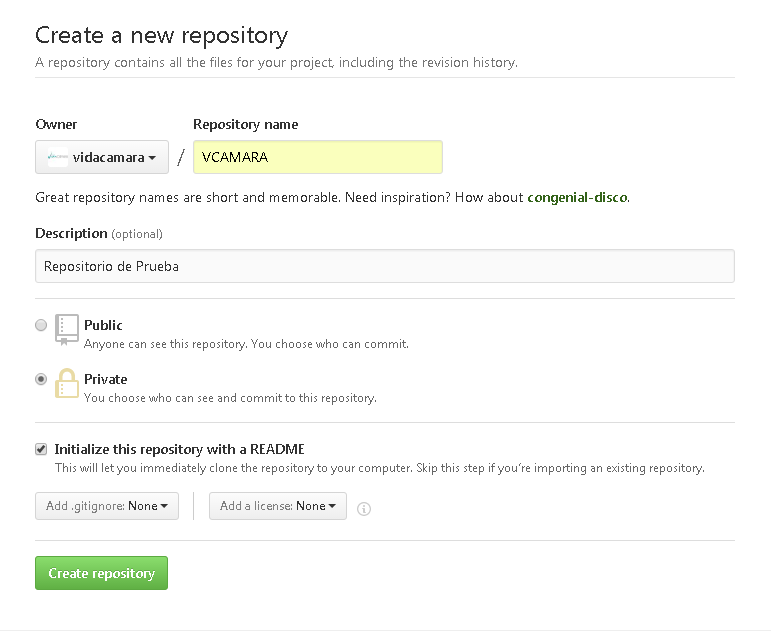 Create a new repository
A repository contains all the files for your project, including the revision history.
Owner Repository name
vidacamara / VCAMARA
Great repository names are short and memorable. Need inspiration? How about congenial-disco.
Description (optional)
Repositorio de Prueba
Public
Anyone can see this repository. You choose who can commit.
Private
You choose who can see and commit to this repository.
Initialize this repository with a README
This will let you immediately clone the repository to your computer. Skip this step if you're importing an existing repository.
Add .gitignore: None Add a license: None
Create repository